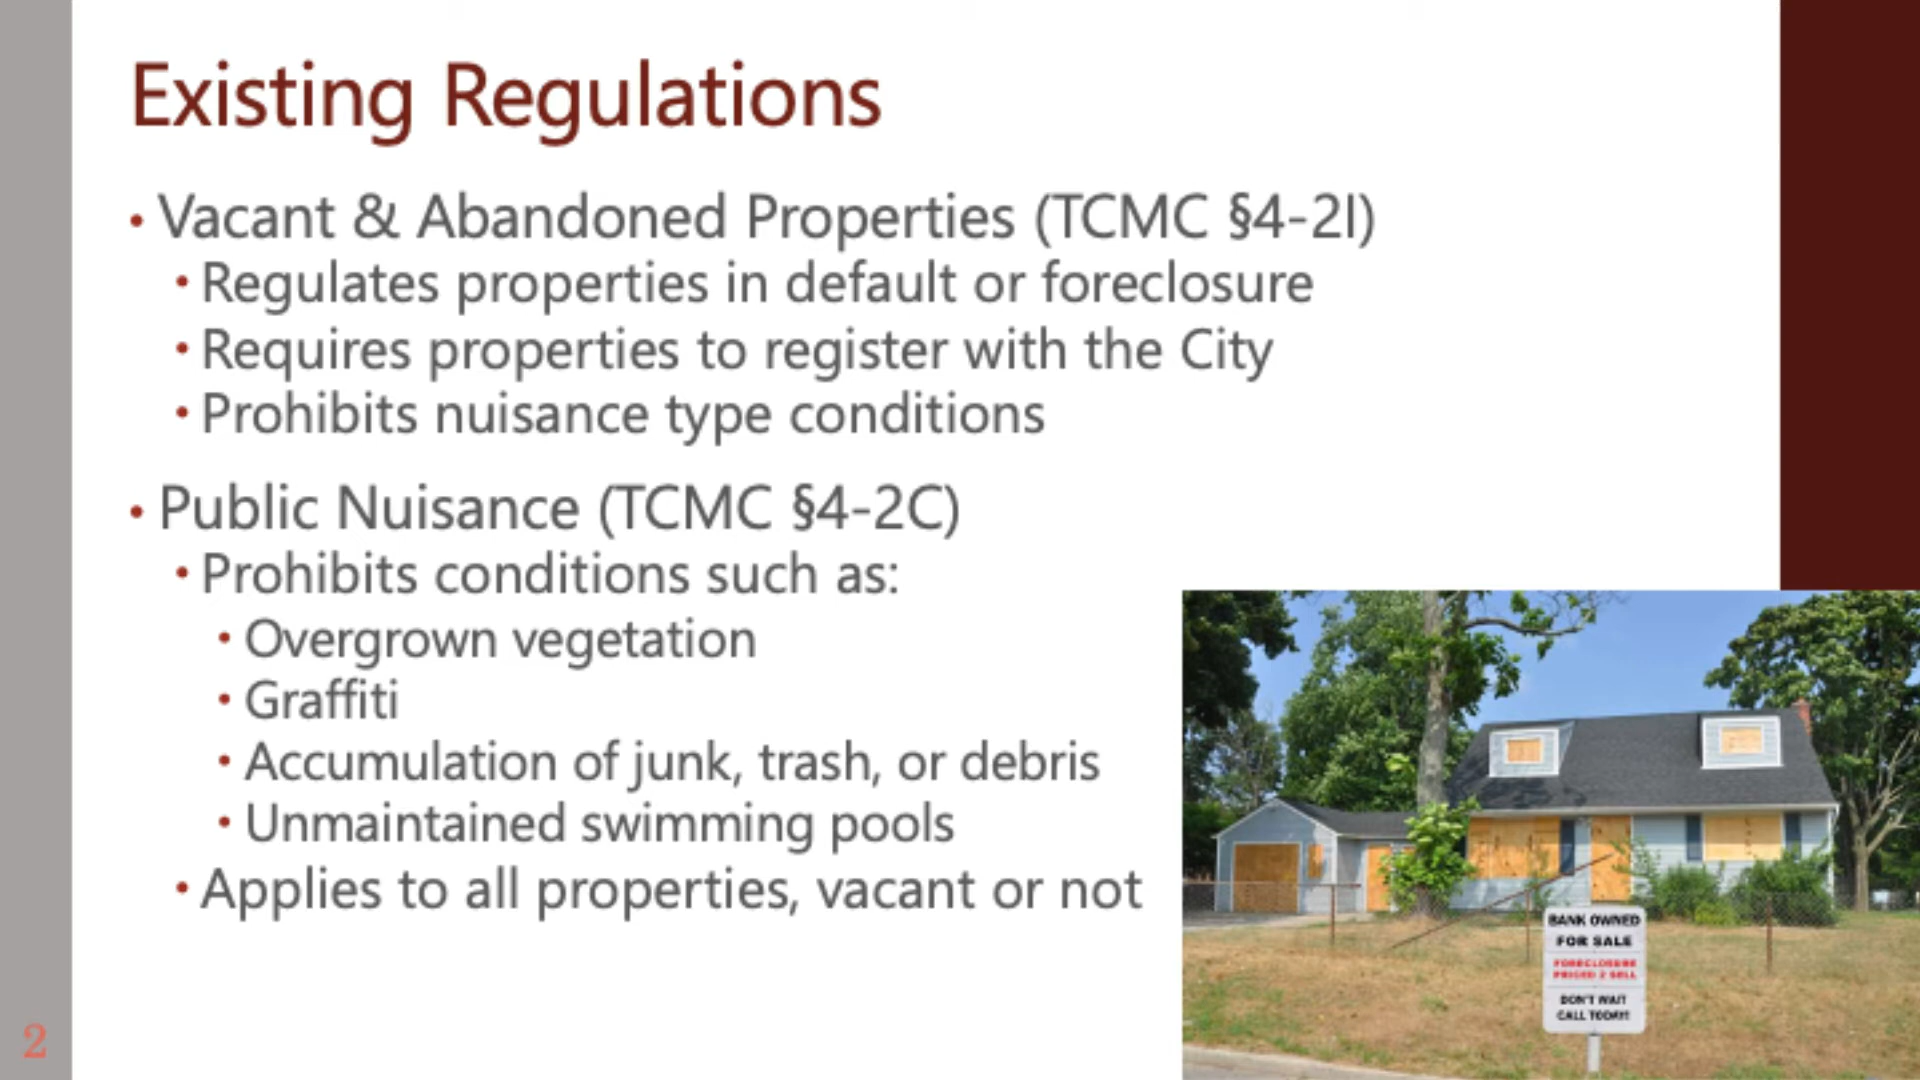 Existing Regulations
• Vacant & Abandoned Properties (TCMC §4-2I)
• Regulates properties in default or foreclosure
• Requires properties to register with the City
• Prohibits nuisance type conditions
• Public Nuisance (TCMC §4-2C)
• Prohibits conditions such as:
• Overgrown vegetation
• Graffiti
• Accumulation of junk, trash, or debris
• Unmaintained swimming pools
• Applies to all properties, vacant or not
BANK OWNED
FOR SALE
FORECLOSURE
PRICED 2 SELL
DON'T WAIT
CALL TODAY!
2